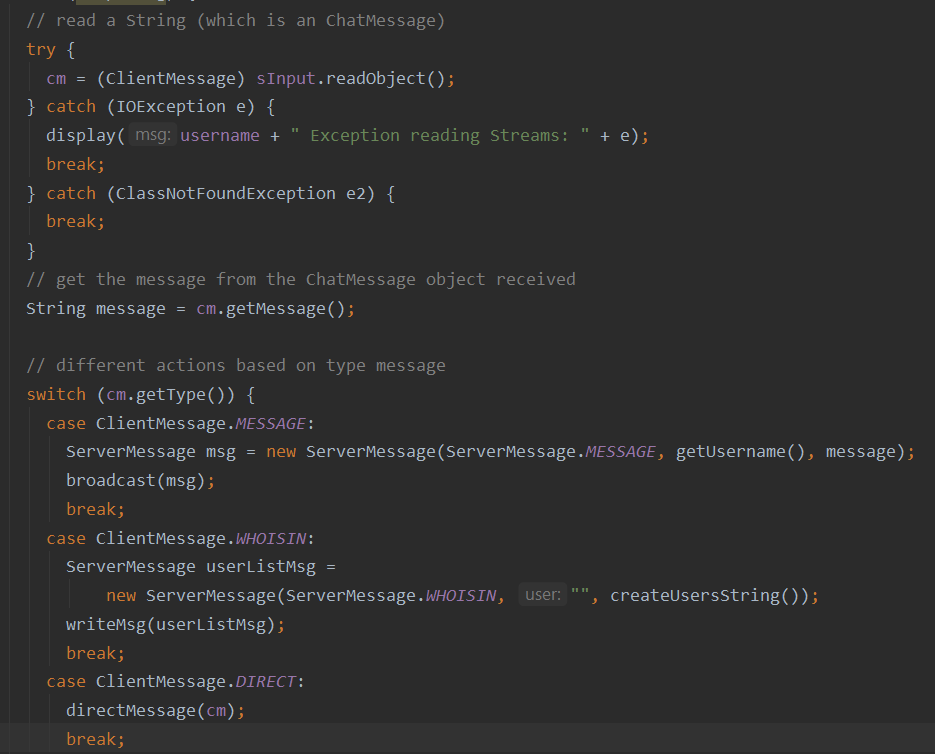 // read a String (which is an ChatMessage)
try {
cm = (ClientMessage) sInput.readObject();
} catch (IOException e) {
display( msg: username + " Exception reading Streams: " + e);
break;
} catch (ClassNotFoundException e2) {
break;
}
// get the message from the ChatMessage object received
String message = cm.getMessage();
// different actions based on type message
switch (cm.getType()) {
case ClientMessage.MESSAGE:
ServerMessage msg = new ServerMessage(ServerMessage.MESSAGE, getUsername(), message);
broadcast(msg);
break;
case ClientMessage.WHOISIN:
ServerMessage userListMsg =
new ServerMessage(ServerMessage.WHOISIN, user: "", createUsersString());
writeMsg(userListMsg);
break;
case ClientMessage.DIRECT:
directMessage(cm);
break;